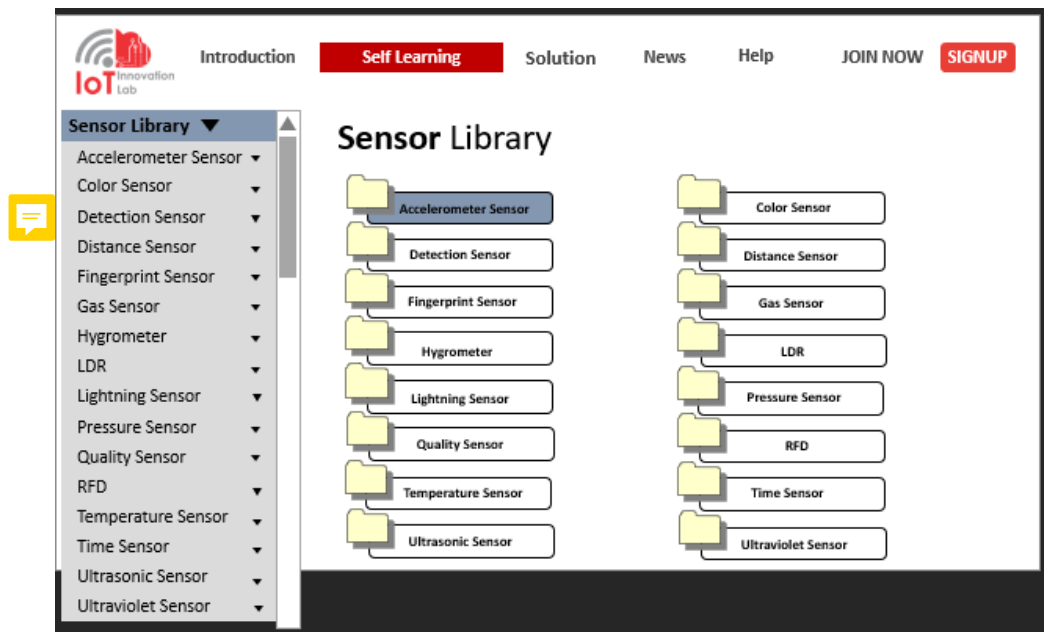 IoT Innovation Lab
Introduction
Self Learning
Solution
News
Help
JOIN NOW
SIGNUP
Sensor Library
Accelerometer Sensor
Color Sensor
Detection Sensor
Distance Sensor
Fingerprint Sensor
Gas Sensor
Hygrometer
LDR
Lightning Sensor
Pressure Sensor
Quality Sensor
RFD
Temperature Sensor
Time Sensor
Ultrasonic Sensor
Ultraviolet Sensor
Sensor Library
Accelerometer Sensor
Color Sensor
Detection Sensor
Distance Sensor
Fingerprint Sensor
Gas Sensor
Hygrometer
LDR
Lightning Sensor
Pressure Sensor
Quality Sensor
RFD
Temperature Sensor
Time Sensor
Ultrasonic Sensor
Ultraviolet Sensor